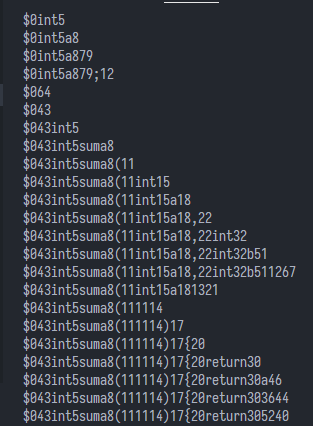 $0int5
$0int5a8
$0int5a879
$0int5a879;12
$064
$043
$043int5
$043int5suma8
$043int5suma8(11
$043int5suma8(11int15
$043int5suma8(11int15a18
$043int5suma8(11int15a18,22
$043int5suma8(11int15a18,22int32
$043int5suma8(11int15a18,22int32b51
$043int5suma8(11int15a18,22int32b511267
$043int5suma8(11int15a181321
$043int5suma8(111114
$043int5suma8(111114)17
$043int5suma8(111114)17{20
$043int5suma8(111114)17{20return30
$043int5suma8(111114)17{20return30a46
$043int5suma8(111114)17{20return303644
$043int5suma8(111114)17{20return305240